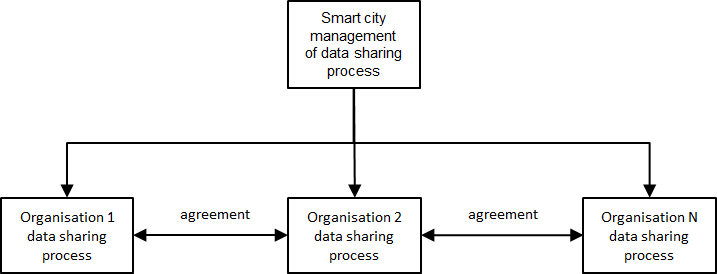 Smart city
management
of data sharing
process
agreement
agreement
Organisation 1
data sharing
process
Organisation 2
data sharing
process
Organisation N
data sharing
process